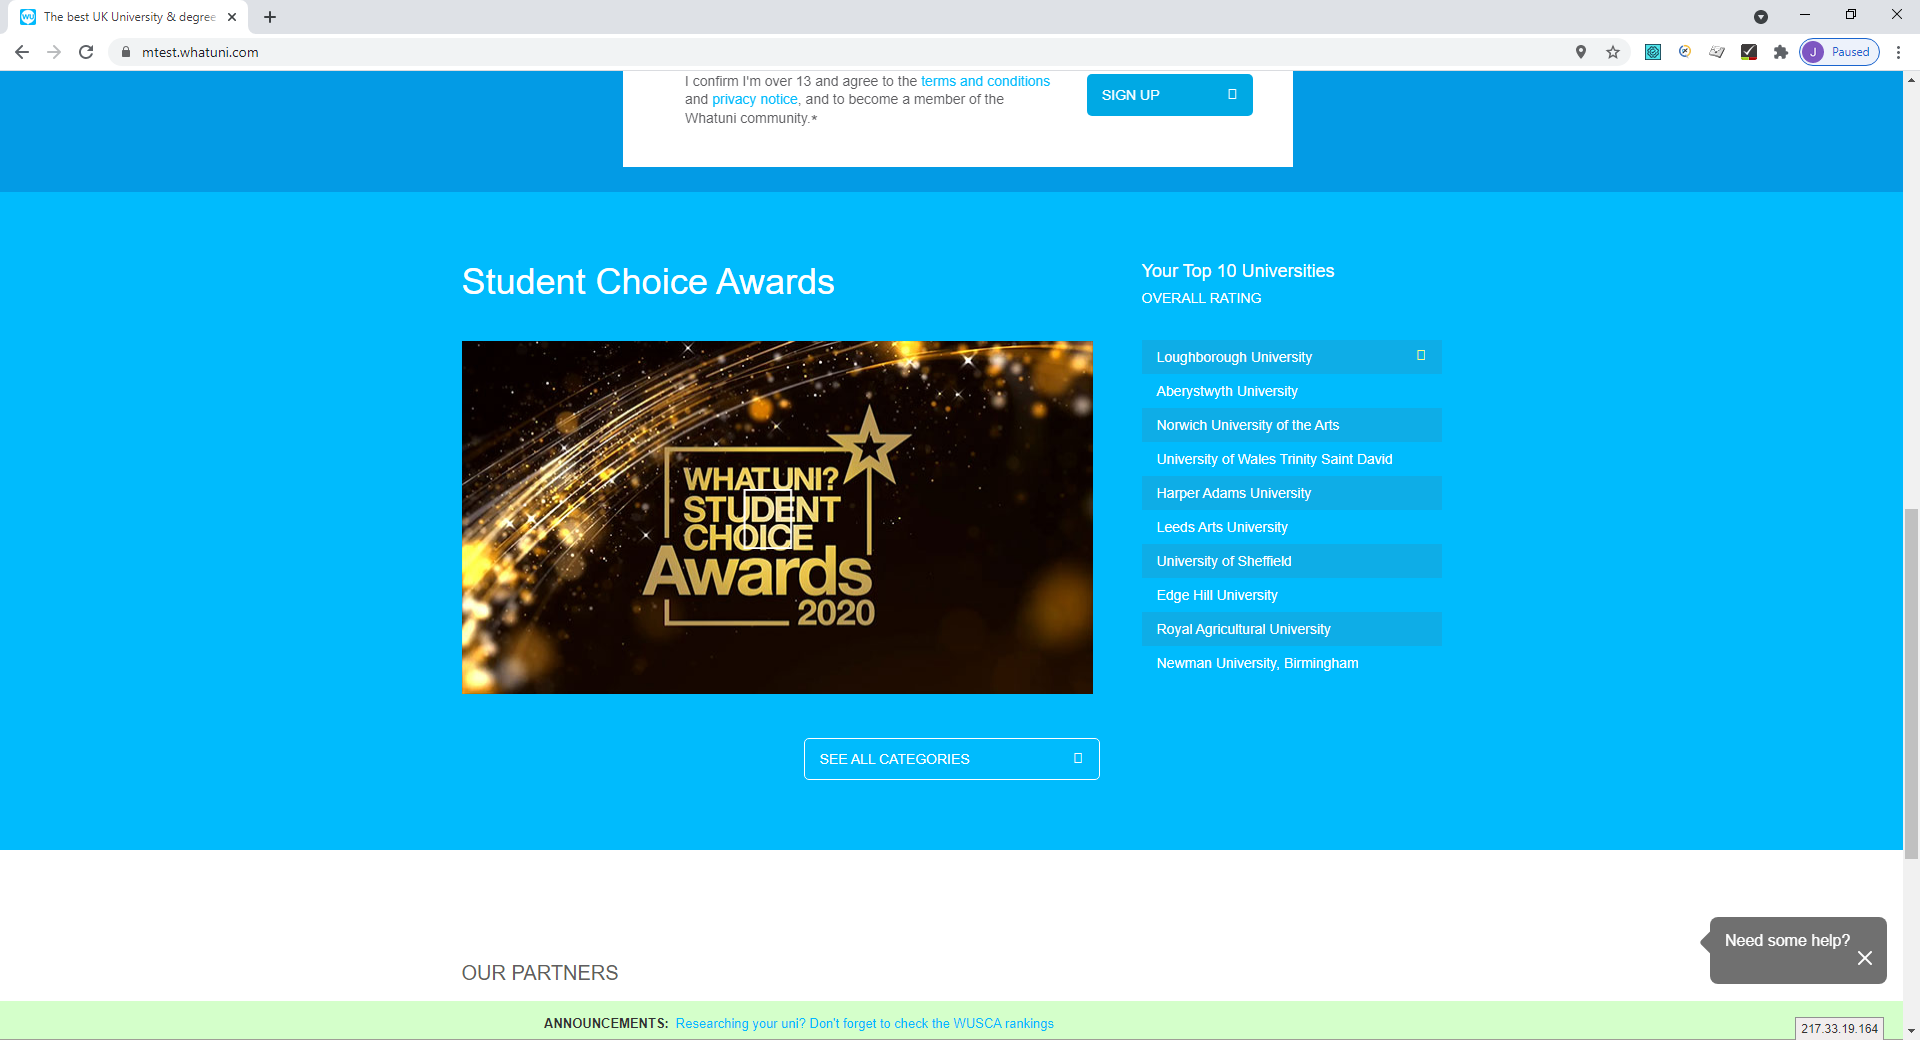 The best UK University & degree
mtest.whatuni.com
J Paused
I confirm I'm over 13 and agree to the terms and conditions
and privacy notice, and to become a member of the
Whatuni community.*
SIGN UP
Student Choice Awards
WHATUNI?
STUDENT
CHOICE
Awards
2020
SEE ALL CATEGORIES
Your Top 10 Universities
OVERALL RATING
Loughborough University
Aberystwyth University
Norwich University of the Arts
University of Wales Trinity Saint David
Harper Adams University
Leeds Arts University
University of Sheffield
Edge Hill University
Royal Agricultural University
Newman University, Birmingham
Need some help?
OUR PARTNERS
ANNOUNCEMENTS: Researching your uni? Don't forget to check the WUSCA rankings
217.33.19.164